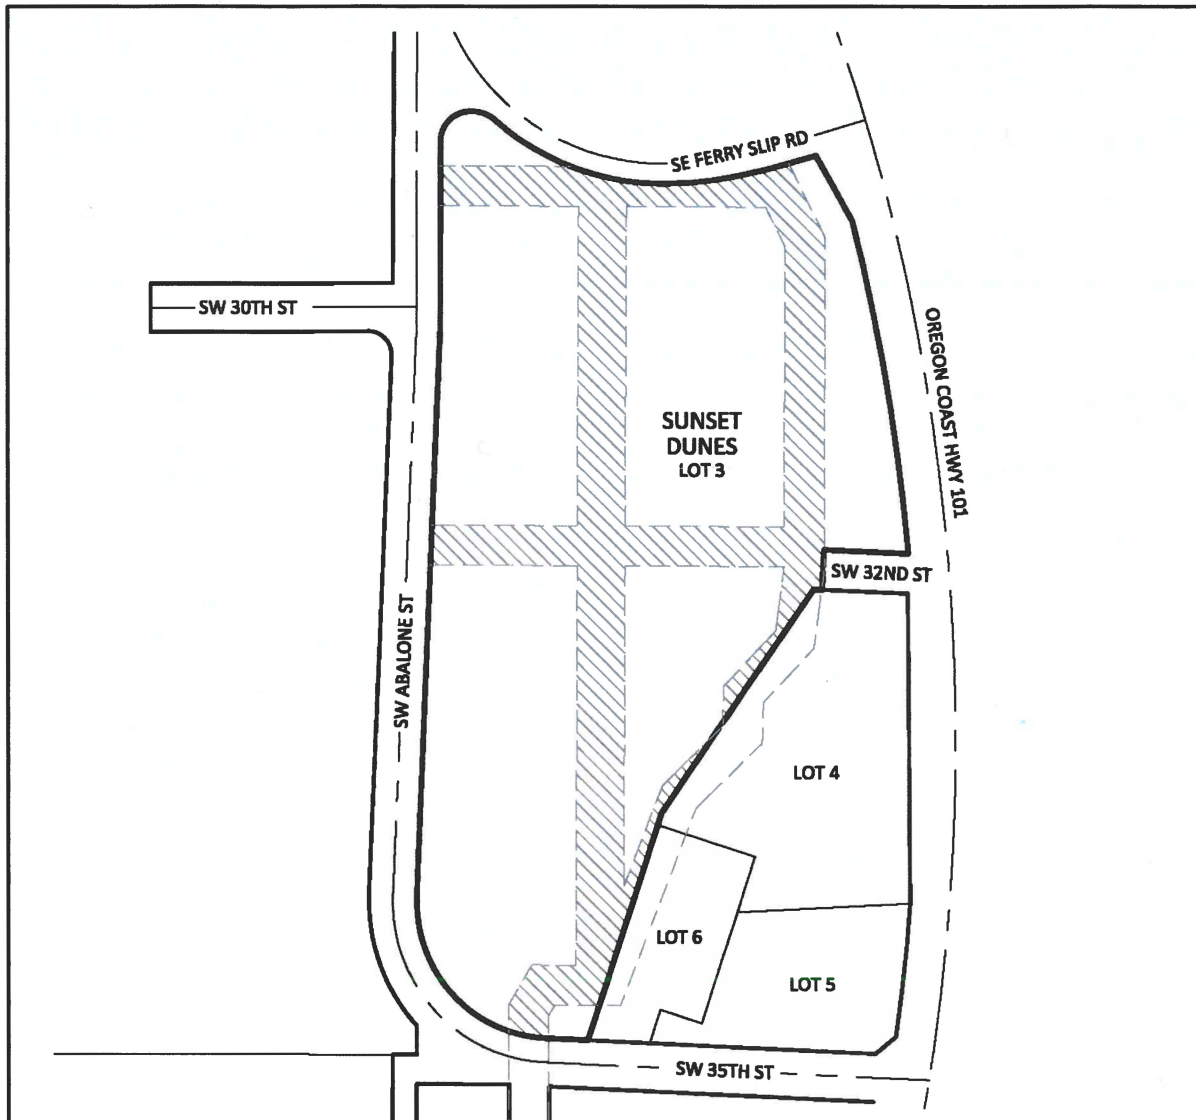 SE FERRY SLIP RD
SW 30TH ST
OREGON COAST HWY 101
SUNSET
DUNES
LOT 3
SW 32ND ST
SW ABALONE ST
LOT 4
LOT 6
LOT 5
SW 35TH ST